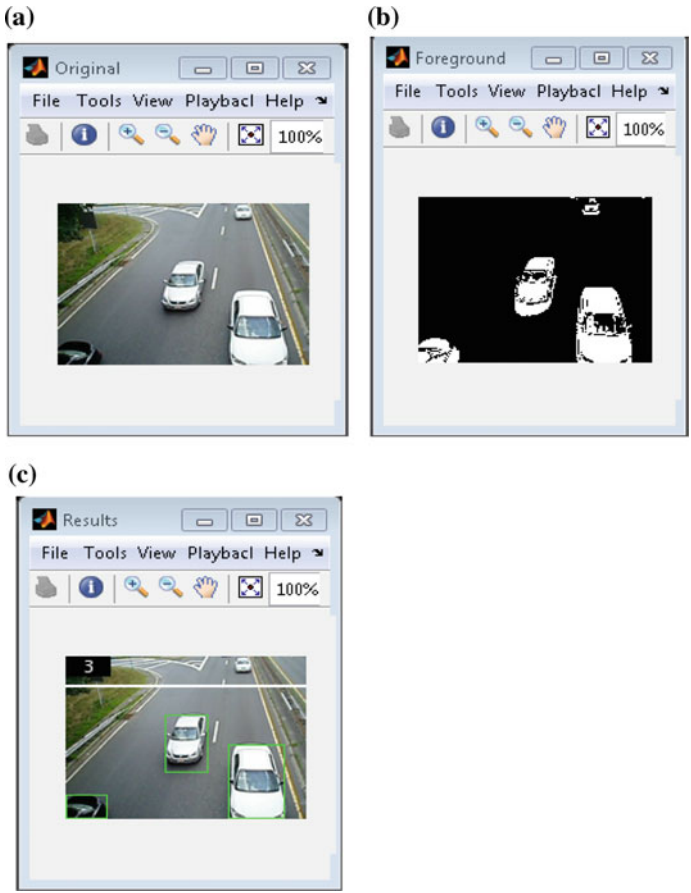 (a)
Original
File Tools View Playbacl Help
100%
(b)
Foreground
File Tools View Playbacl Help
100%
(c)
Results
File Tools View Playbacl Help
100%
3